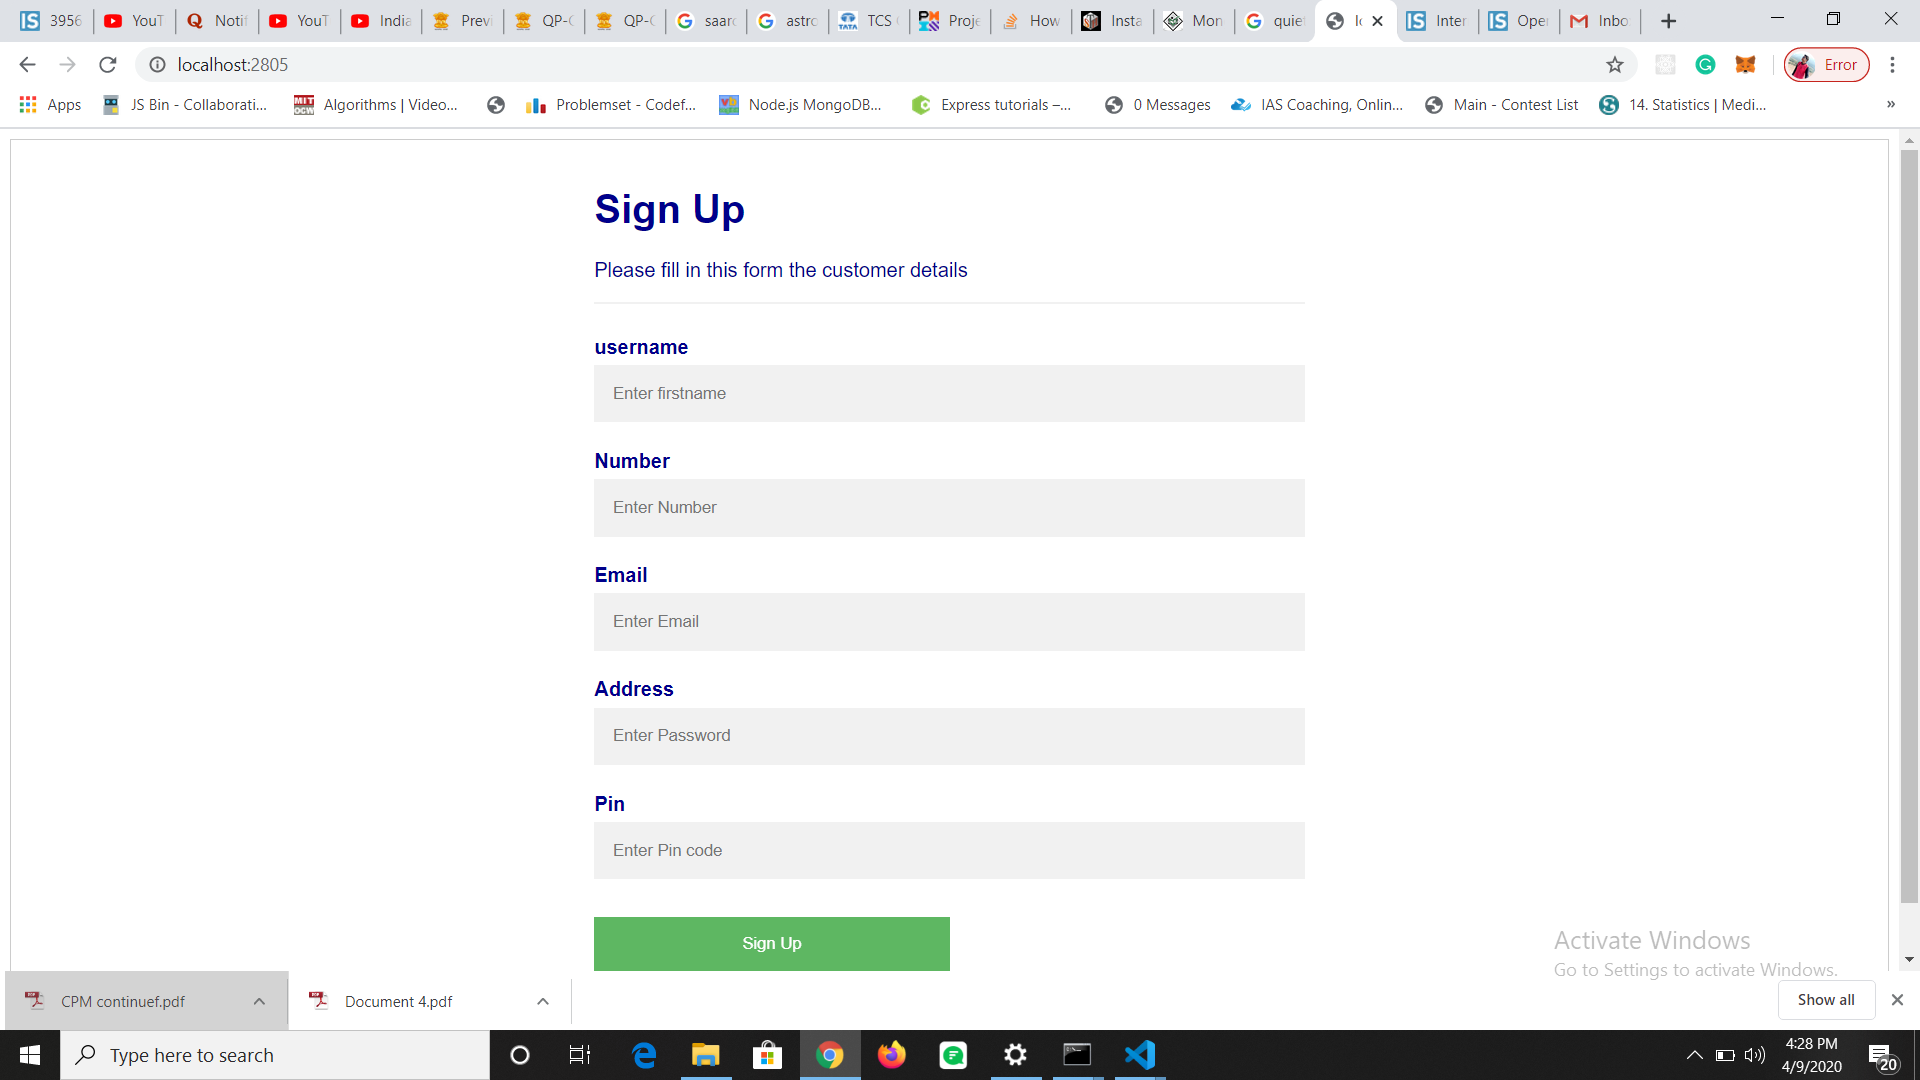 3956 YouT Notif YouT India Previ QP-C QP-C saarc astro TCS Proje How Insta Mon quiet Inter Oper Inbo
localhost:2805 Error
Apps JS Bin - Collaborati... Algorithms | Video... Problemset - Codef... Node.js MongoDB... Express tutorials –... 0 Messages IAS Coaching, Onlin... Main - Contest List 14. Statistics | Medi... »
Sign Up
Please fill in this form the customer details
username
Enter firstname
Number
Enter Number
Email
Enter Email
Address
Enter Password
Pin
Enter Pin code
Sign Up
Activate Windows
Go to Settings to activate Windows.
CPM continuef.pdf Document 4.pdf Show all
Type here to search
4:28 PM
4/9/2020
20